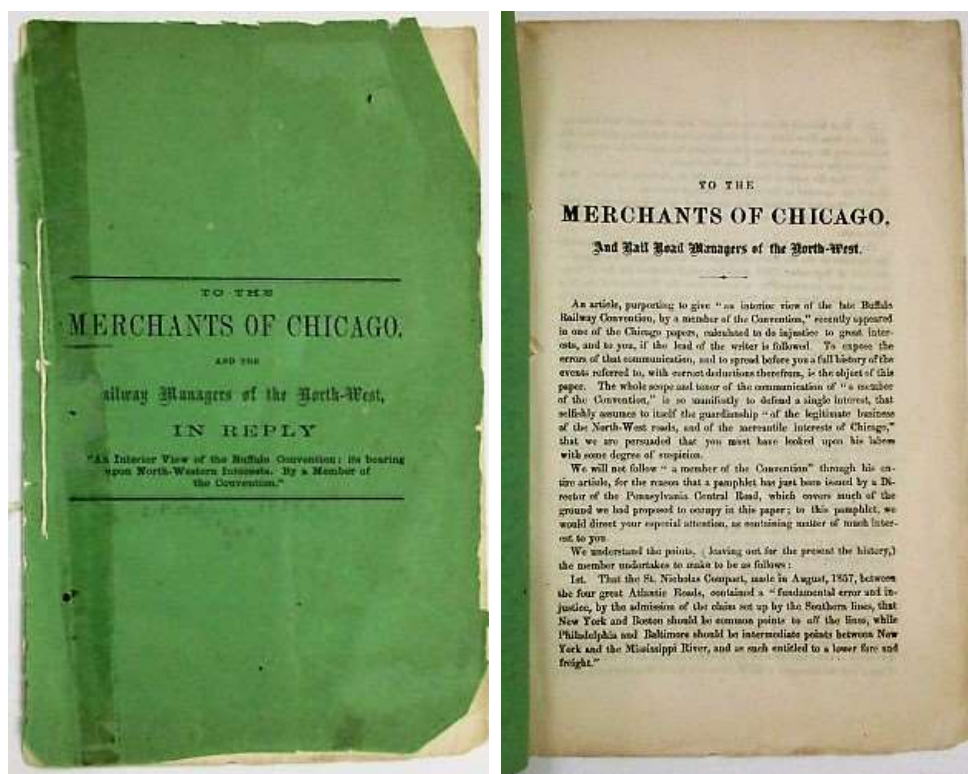 TO THE
MERCHANTS OF CHICAGO,
AND THE
ailway Managers of the North-West,
IN REPLY
"An Interior View of the Buffalo Convention; its bearing
upon North-Western Interests. By a Member of
the Convention."
TO THE
MERCHANTS OF CHICAGO,
And Rail Road Managers of the North-West.
An article, purporting to give "an interior view of the late Buffalo
Railway Convention, by a member of the Convention," recently appeared
in one of the Chicago papers, calculated to do injustice to great inter-
ests, and to you, if the lead of the writer is followed. To expose the
errors of that communication, and to spread before you a full history of the
events referred to, with correct deductions therefrom, is the object of this
paper. The whole scope and tenor of the communication of "a member
of the Convention," is so manifestly to defend a single interest, that
selfishly assumes to itself the guardianship "of the legitimate business
of the North-West roads, and of the mercantile interests of Chicago,"
that we are persuaded that you must have looked upon his labors
with some degree of suspicion.
We will not follow "a member of the Convention" through his en-
tire article, for the reason that a pamphlet has just been issued by a Di-
rector of the Pennsylvania Central Road, which covers much of the
ground we had proposed to occupy in this paper; to this pamphlet, we
would direct your especial attention, as containing matter of much inter-
est to you
We understand the points, (leaving out for the present the history,)
the member undertakes to make to be as follows:
1st. That the St. Nicholas Compact, made in August, 1857, between
the four great Atlantic Roads, contained a "fundamental error and in-
justice, by the admission of the claim set up by the Southern lines, that
New York and Boston should be common points to all the lines, while
Philadelphia and Baltimore should be intermediate points between New
York and the Mississippi River, and as such entitled to a lower fare and
freight."